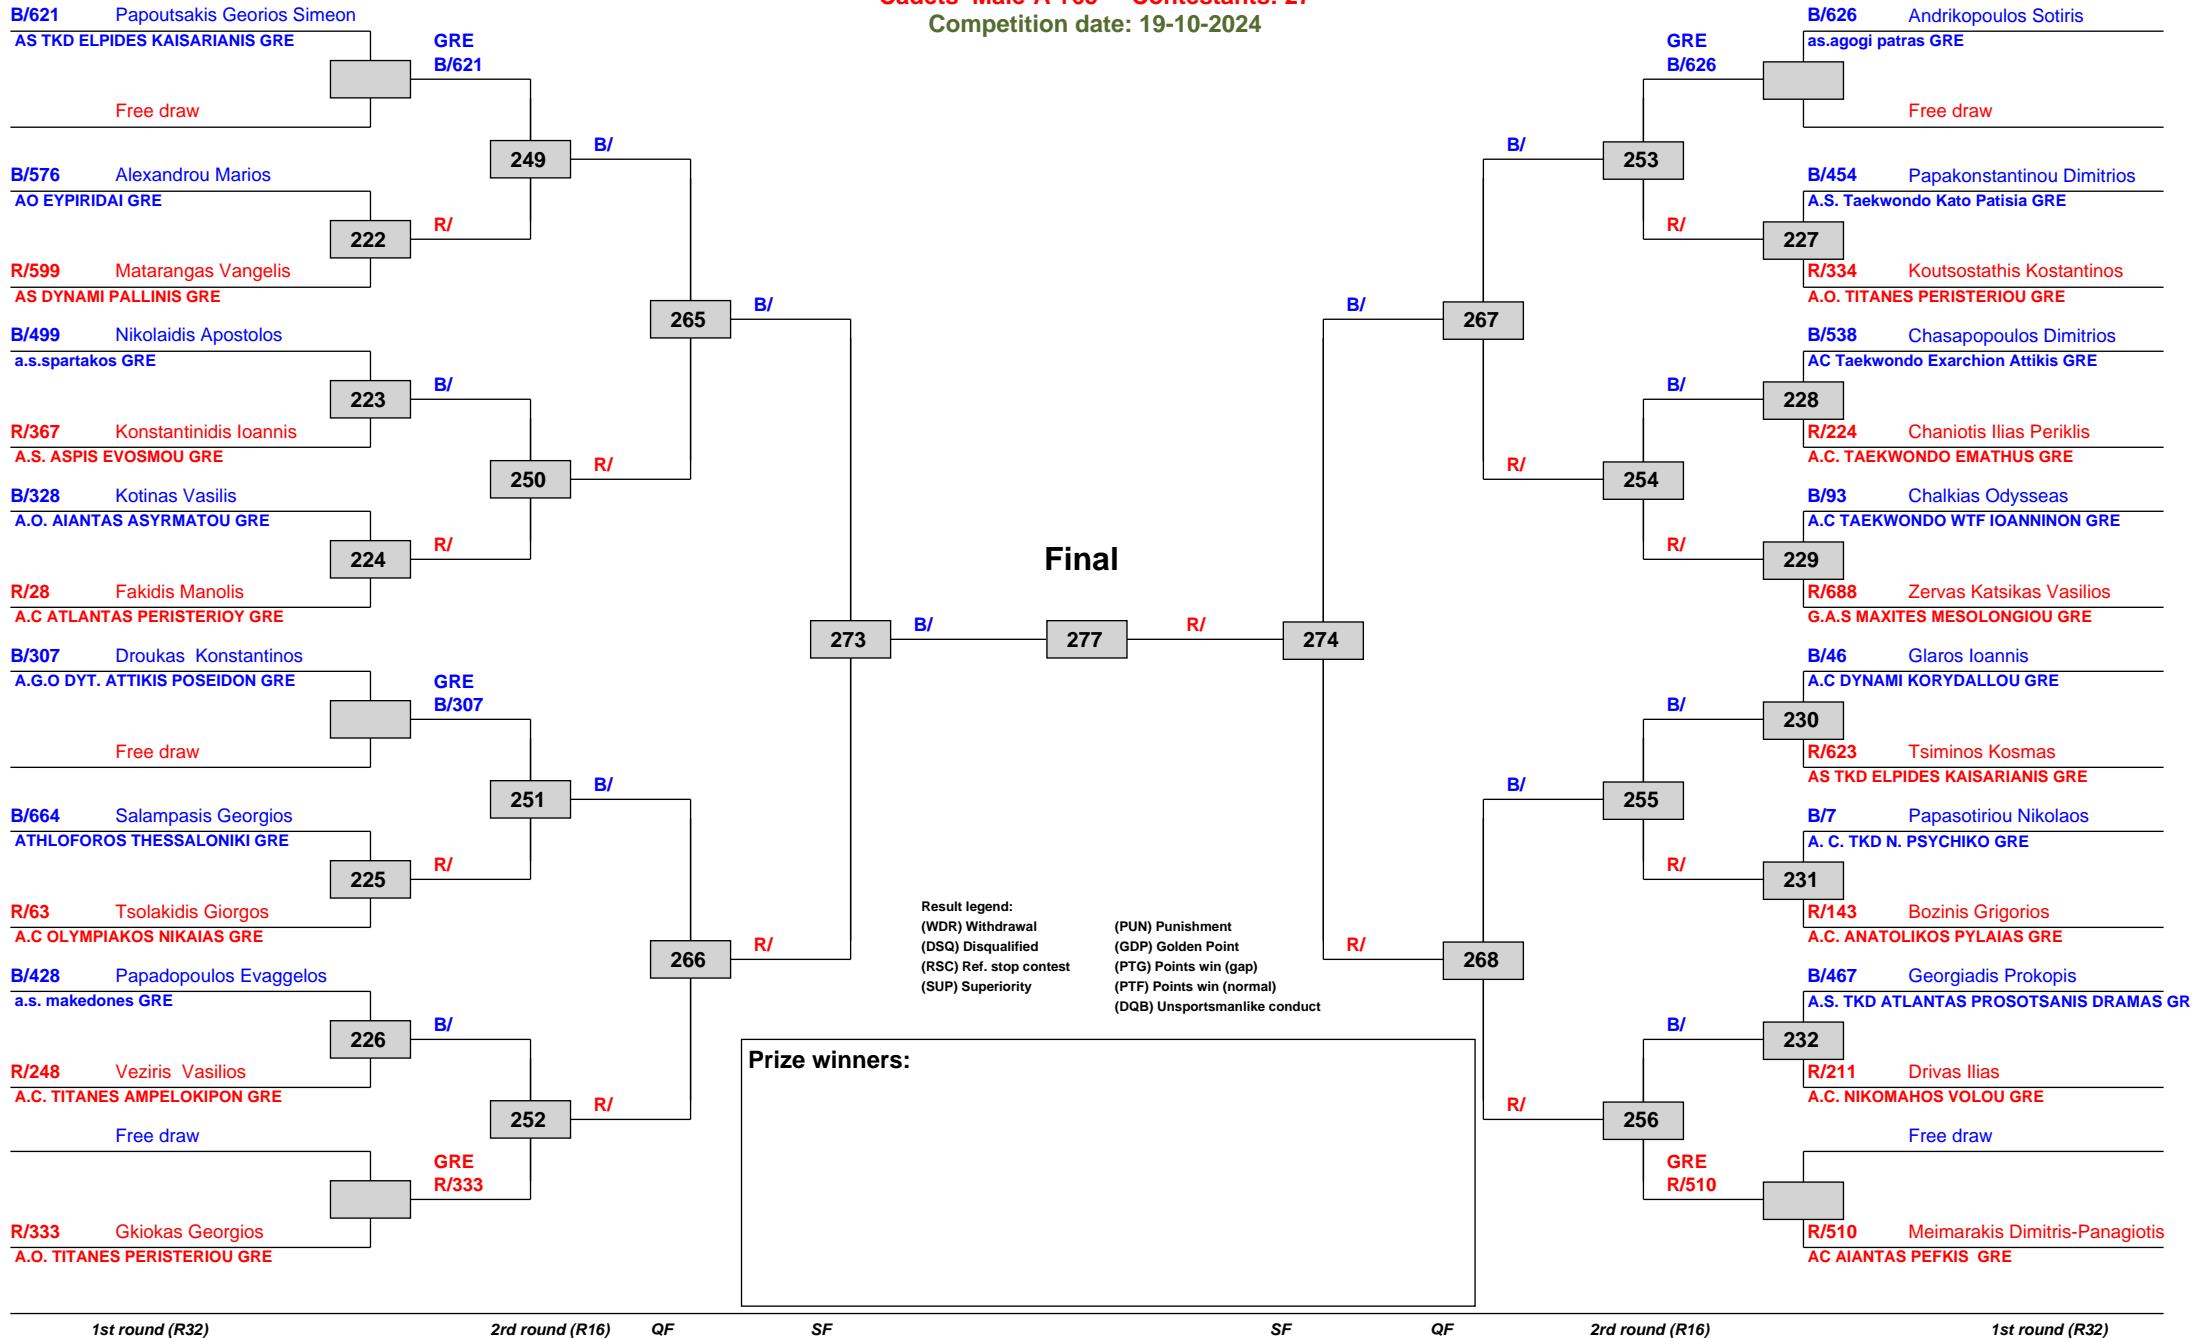 Competition date: 19-10-2024
B/621 Papoutsakis Georios Simeon
AS TKD ELPIDES KAISARIANIS GRE
GRE
B/621
Free draw
249
B/
B/576 Alexandrou Marios
AO EYPIRIDAI GRE
222
R/
R/599 Matarangas Vangelis
AS DYNAMI PALLINIS GRE
265
B/
B/499 Nikolaidis Apostolos
a.s.spartakos GRE
223
B/
R/367 Konstantinidis Ioannis
A.S. ASPIS EVOSMOU GRE
250
R/
B/328 Kotinas Vasilis
A.O. AIANTAS ASYRMATOU GRE
224
R/
R/28 Fakidis Manolis
A.C ATLANTAS PERISTERIOY GRE
273
B/
B/307 Droukas  Konstantinos
A.G.O DYT. ATTIKIS POSEIDON GRE
GRE
B/307
Free draw
251
B/
B/664 Salampasis Georgios
ATHLOFOROS THESSALONIKI GRE
225
R/
R/63 Tsolakidis Giorgos
A.C OLYMPIAKOS NIKAIAS GRE
266
R/
B/428 Papadopoulos Evaggelos
a.s. makedones GRE
226
B/
R/248 Veziris  Vasilios
A.C. TITANES AMPELOKIPON GRE
252
R/
Free draw
GRE
R/333
R/333 Gkiokas Georgios
A.O. TITANES PERISTERIOU GRE
Final
277
R/
274
B/626 Andrikopoulos Sotiris
as.agogi patras GRE
GRE
B/626
Free draw
B/
253
B/454 Papakonstantinou Dimitrios
A.S. Taekwondo Kato Patisia GRE
R/
227
R/334 Koutsostathis Kostantinos
A.O. TITANES PERISTERIOU GRE
B/
267
B/538 Chasapopoulos Dimitrios
AC Taekwondo Exarchion Attikis GRE
B/
228
R/224 Chaniotis Ilias Periklis
A.C. TAEKWONDO EMATHUS GRE
R/
254
B/93 Chalkias Odysseas
A.C TAEKWONDO WTF IOANNINON GRE
R/
229
R/688 Zervas Katsikas Vasilios
G.A.S MAXITES MESOLONGIOU GRE
B/46 Glaros Ioannis
A.C DYNAMI KORYDALLOU GRE
B/
230
R/623 Tsiminos Kosmas
AS TKD ELPIDES KAISARIANIS GRE
B/
255
B/7 Papasotiriou Nikolaos
A. C. TKD N. PSYCHIKO GRE
R/
231
R/143 Bozinis Grigorios
A.C. ANATOLIKOS PYLAIAS GRE
R/
268
B/467 Georgiadis Prokopis
A.S. TKD ATLANTAS PROSOTSANIS DRAMAS GR
B/
232
R/211 Drivas Ilias
A.C. NIKOMAHOS VOLOU GRE
R/
256
Free draw
GRE
R/510
R/510 Meimarakis Dimitris-Panagiotis
AC AIANTAS PEFKIS  GRE
Result legend:
(WDR) Withdrawal (PUN) Punishment
(DSQ) Disqualified (GDP) Golden Point
(RSC) Ref. stop contest (PTG) Points win (gap)
(SUP) Superiority (PTF) Points win (normal)
(DQB) Unsportsmanlike conduct
Prize winners:
1st round (R32) 2rd round (R16) QF SF SF QF 2rd round (R16) 1st round (R32)